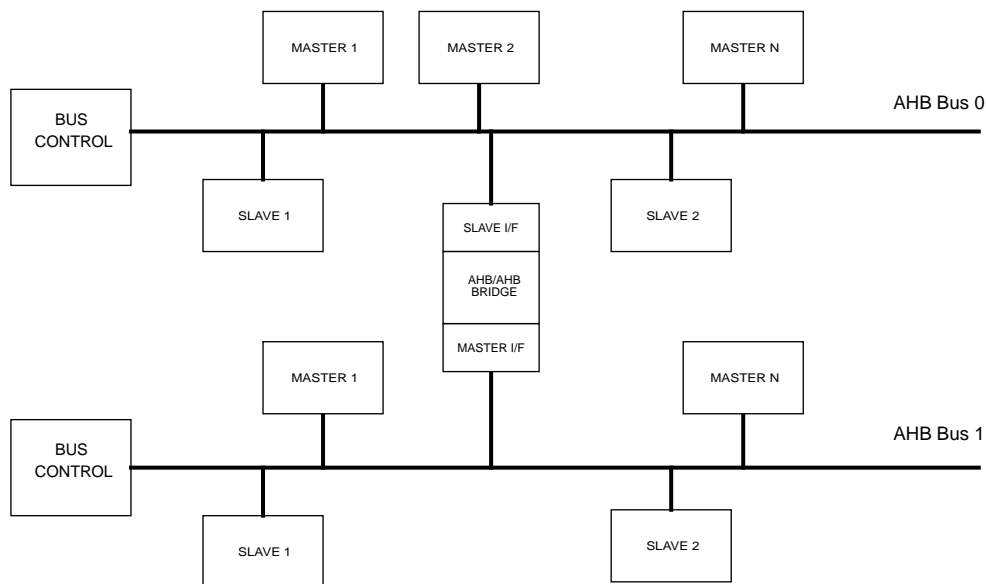 MASTER 1
MASTER 2
MASTER N
AHB Bus 0
BUS
CONTROL
SLAVE 1
SLAVE 2
SLAVE I/F
AHB/AHB
BRIDGE
MASTER I/F
MASTER 1
MASTER N
AHB Bus 1
BUS
CONTROL
SLAVE 1
SLAVE 2